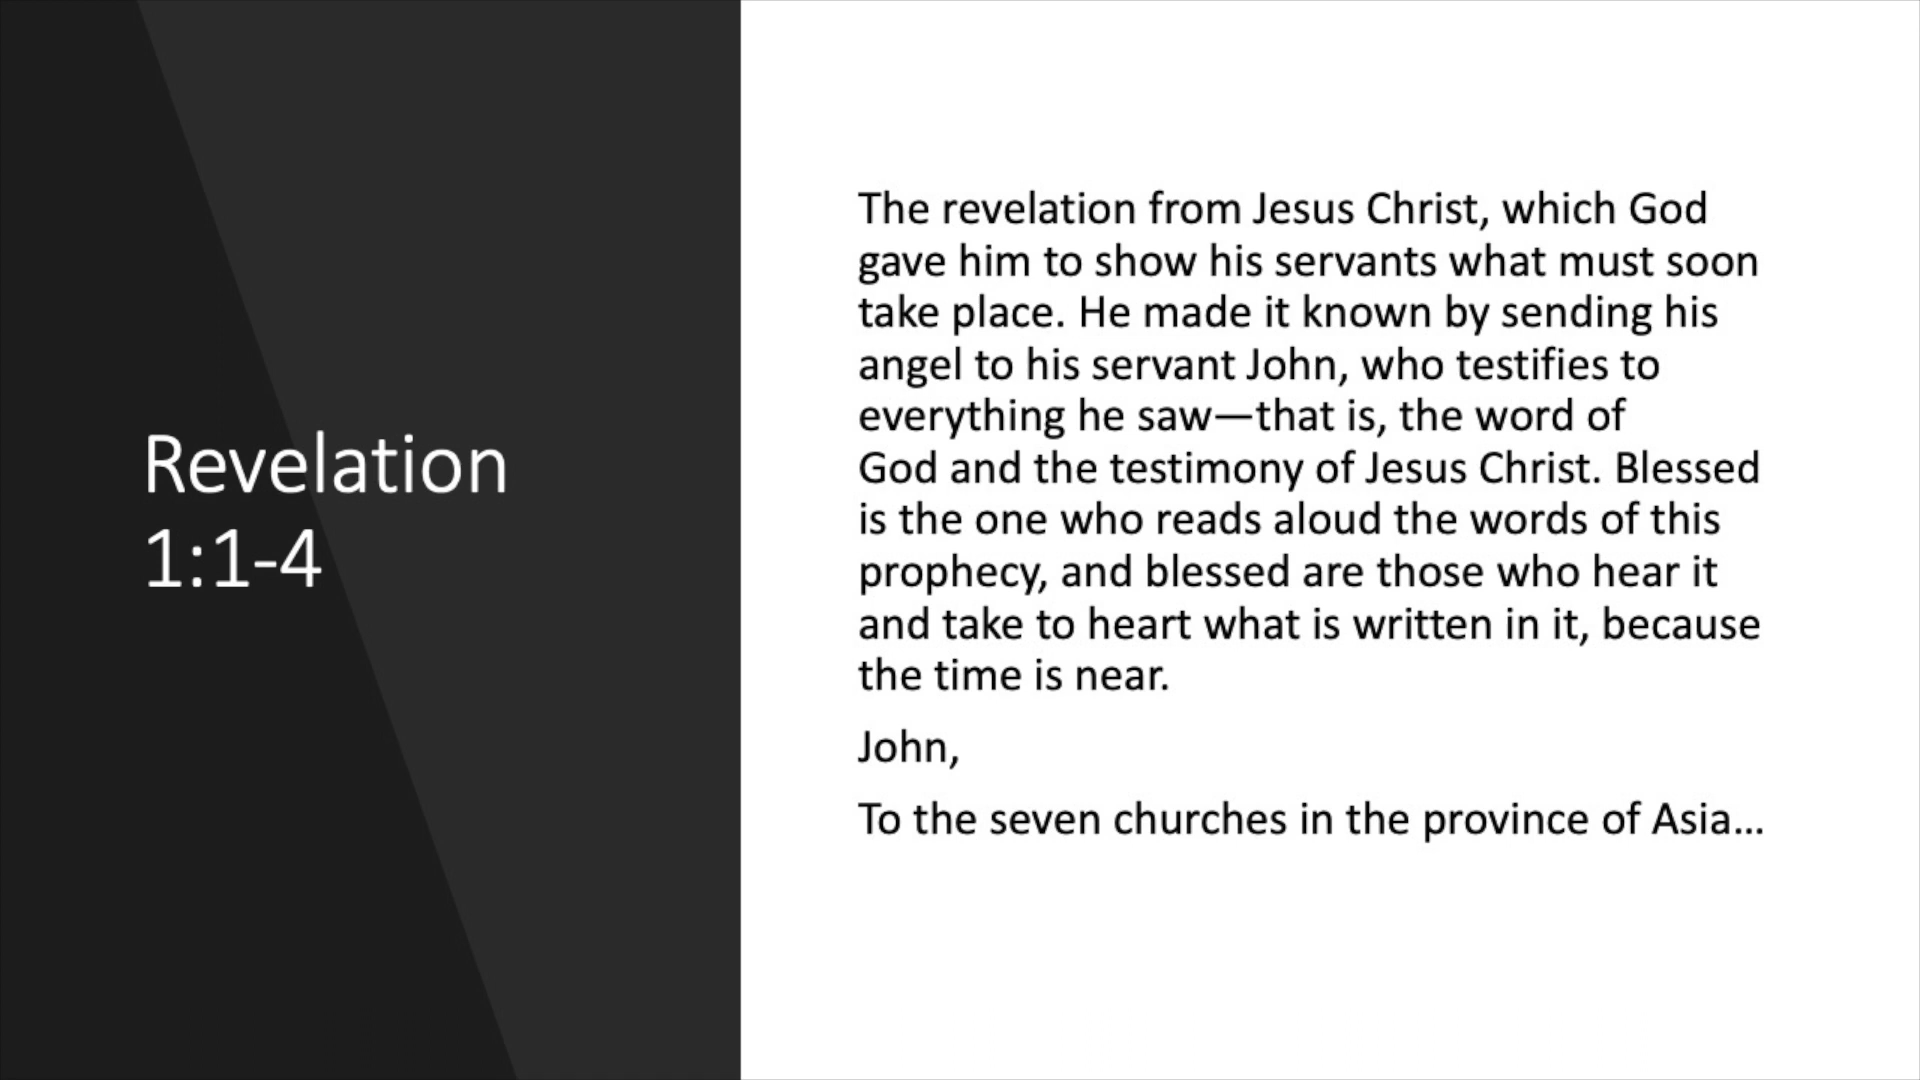 Revelation
1:1-4
The revelation from Jesus Christ, which God
gave him to show his servants what must soon
take place. He made it known by sending his
angel to his servant John, who testifies to
everything he saw—that is, the word of
God and the testimony of Jesus Christ. Blessed
is the one who reads aloud the words of this
prophecy, and blessed are those who hear it
and take to heart what is written in it, because
the time is near.
John,
To the seven churches in the province of Asia…